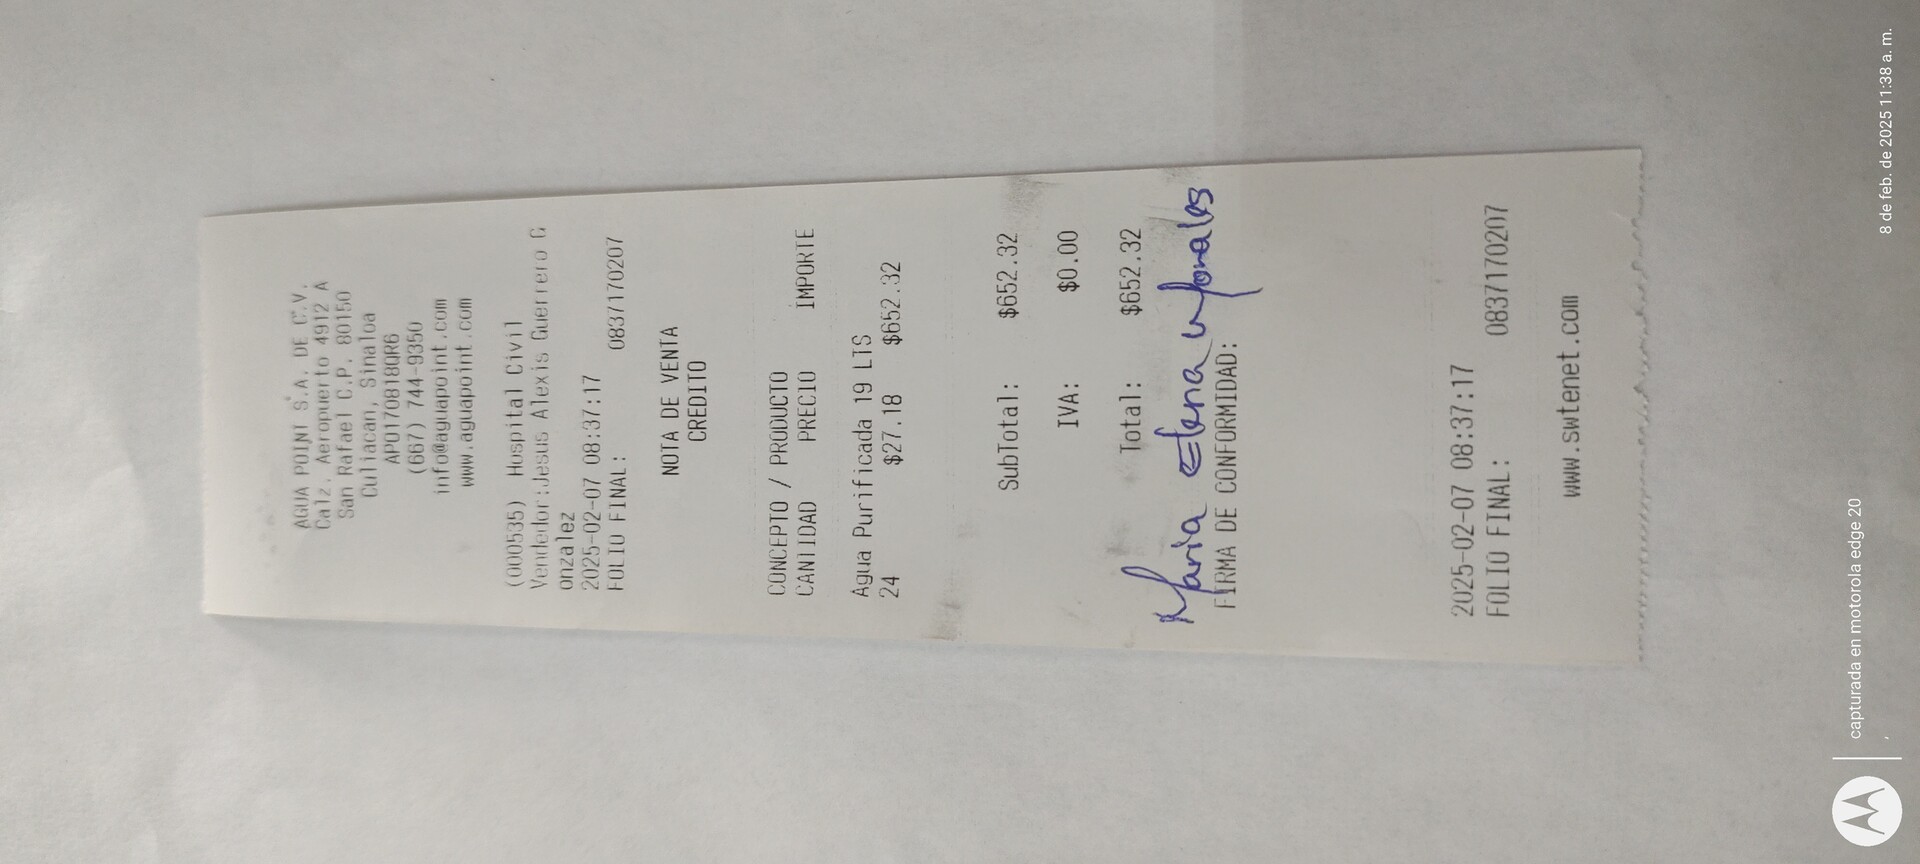 AGUA POINT S.A. DE C.V.
Calz. Aeropuerto 4912 A
San Rafael C.P. 80150
Culiacan, Sinaloa
APO170818QR6
(667) 744-9350
info@aguapoint.com
www.aguapoint.com
(000535) Hospital Civil
Vendedor:Jesus Alexis Guerrero G
onzalez
2025-02-07 08:37:17
FOLIO FINAL: 0837170207
NOTA DE VENTA
CREDITO
CONCEPTO / PRODUCTO
CANTIDAD PRECIO IMPORTE
Agua Purificada 19 LTS
24 $27.18 $652.32
SubTotal: $652.32
IVA: $0.00
Total: $652.32
Maria Elena Morales
FIRMA DE CONFORMIDAD:
2025-02-07 08:37:17
FOLIO FINAL: 0837170207
www.swtenet.com
capturada en motorola edge 20
8 de feb. de 2025 11:38 a. m.